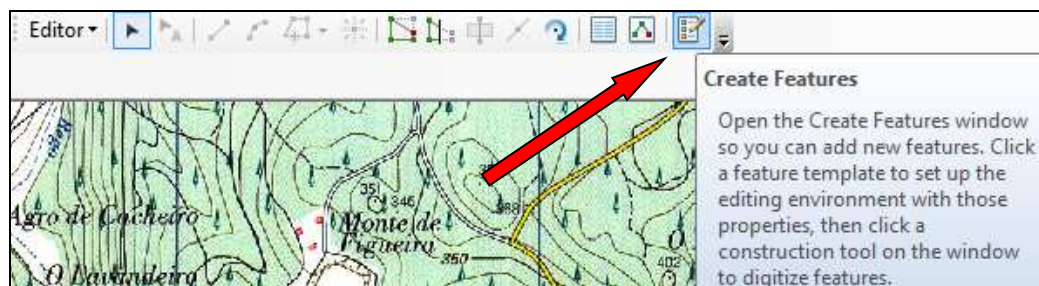 Editor
Create Features
Open the Create Features window
so you can add new features. Click
a feature template to set up the
editing environment with those
properties, then click a
construction tool on the window
to digitize features.
Rego
351
346
368
Agro de Cacheiro
Monte de
Figueira
350
O
402
O Lavandeira